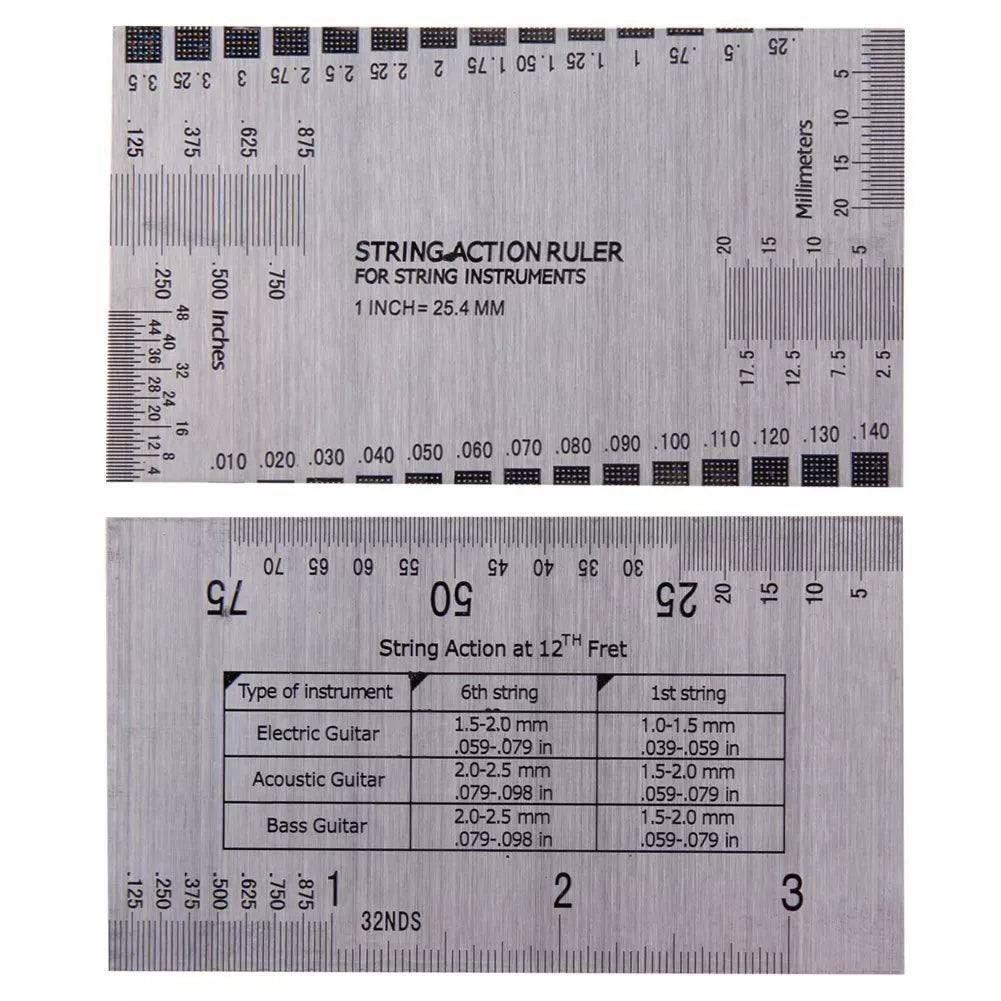 3.5 3.25 3 2.75 2.5 2.25 2 1.75 1.50 1.25 1 .75 .5 .25
.125 .375 .625 .875
5 10 15 20
Millimeters
STRING ACTION RULER
FOR STRING INSTRUMENTS
1 INCH= 25.4 MM
20 15 10 5
.250 .500 .750
Inches
48 44 40 36 32 28 24 20 16 12 8 4
17.5 12.5 7.5 2.5
.010 .020 .030 .040 .050 .060 .070 .080 .090 .100 .110 .120 .130 .140
75 70 65 60 55 50 45 40 35 30 25 20 15 10 5
String Action at 12TH Fret
Type of instrument 6th string 1st string
Electric Guitar 1.5-2.0 mm 1.0-1.5 mm
.059-.079 in .039-.059 in
Acoustic Guitar 2.0-2.5 mm 1.5-2.0 mm
.079-.098 in .059-.079 in
Bass Guitar 2.0-2.5 mm 1.5-2.0 mm
.079-.098 in .059-.079 in
.125 .250 .375 .500 .625 .750 .875 1 2 3
32NDS